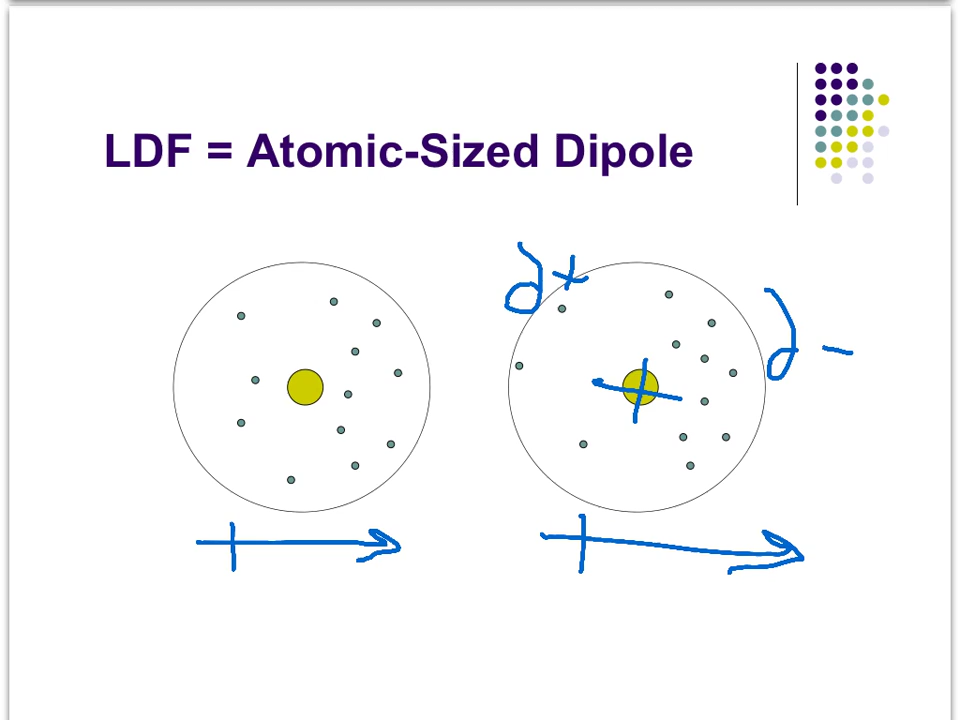 LDF = Atomic-Sized Dipole
∂+
∂-
+